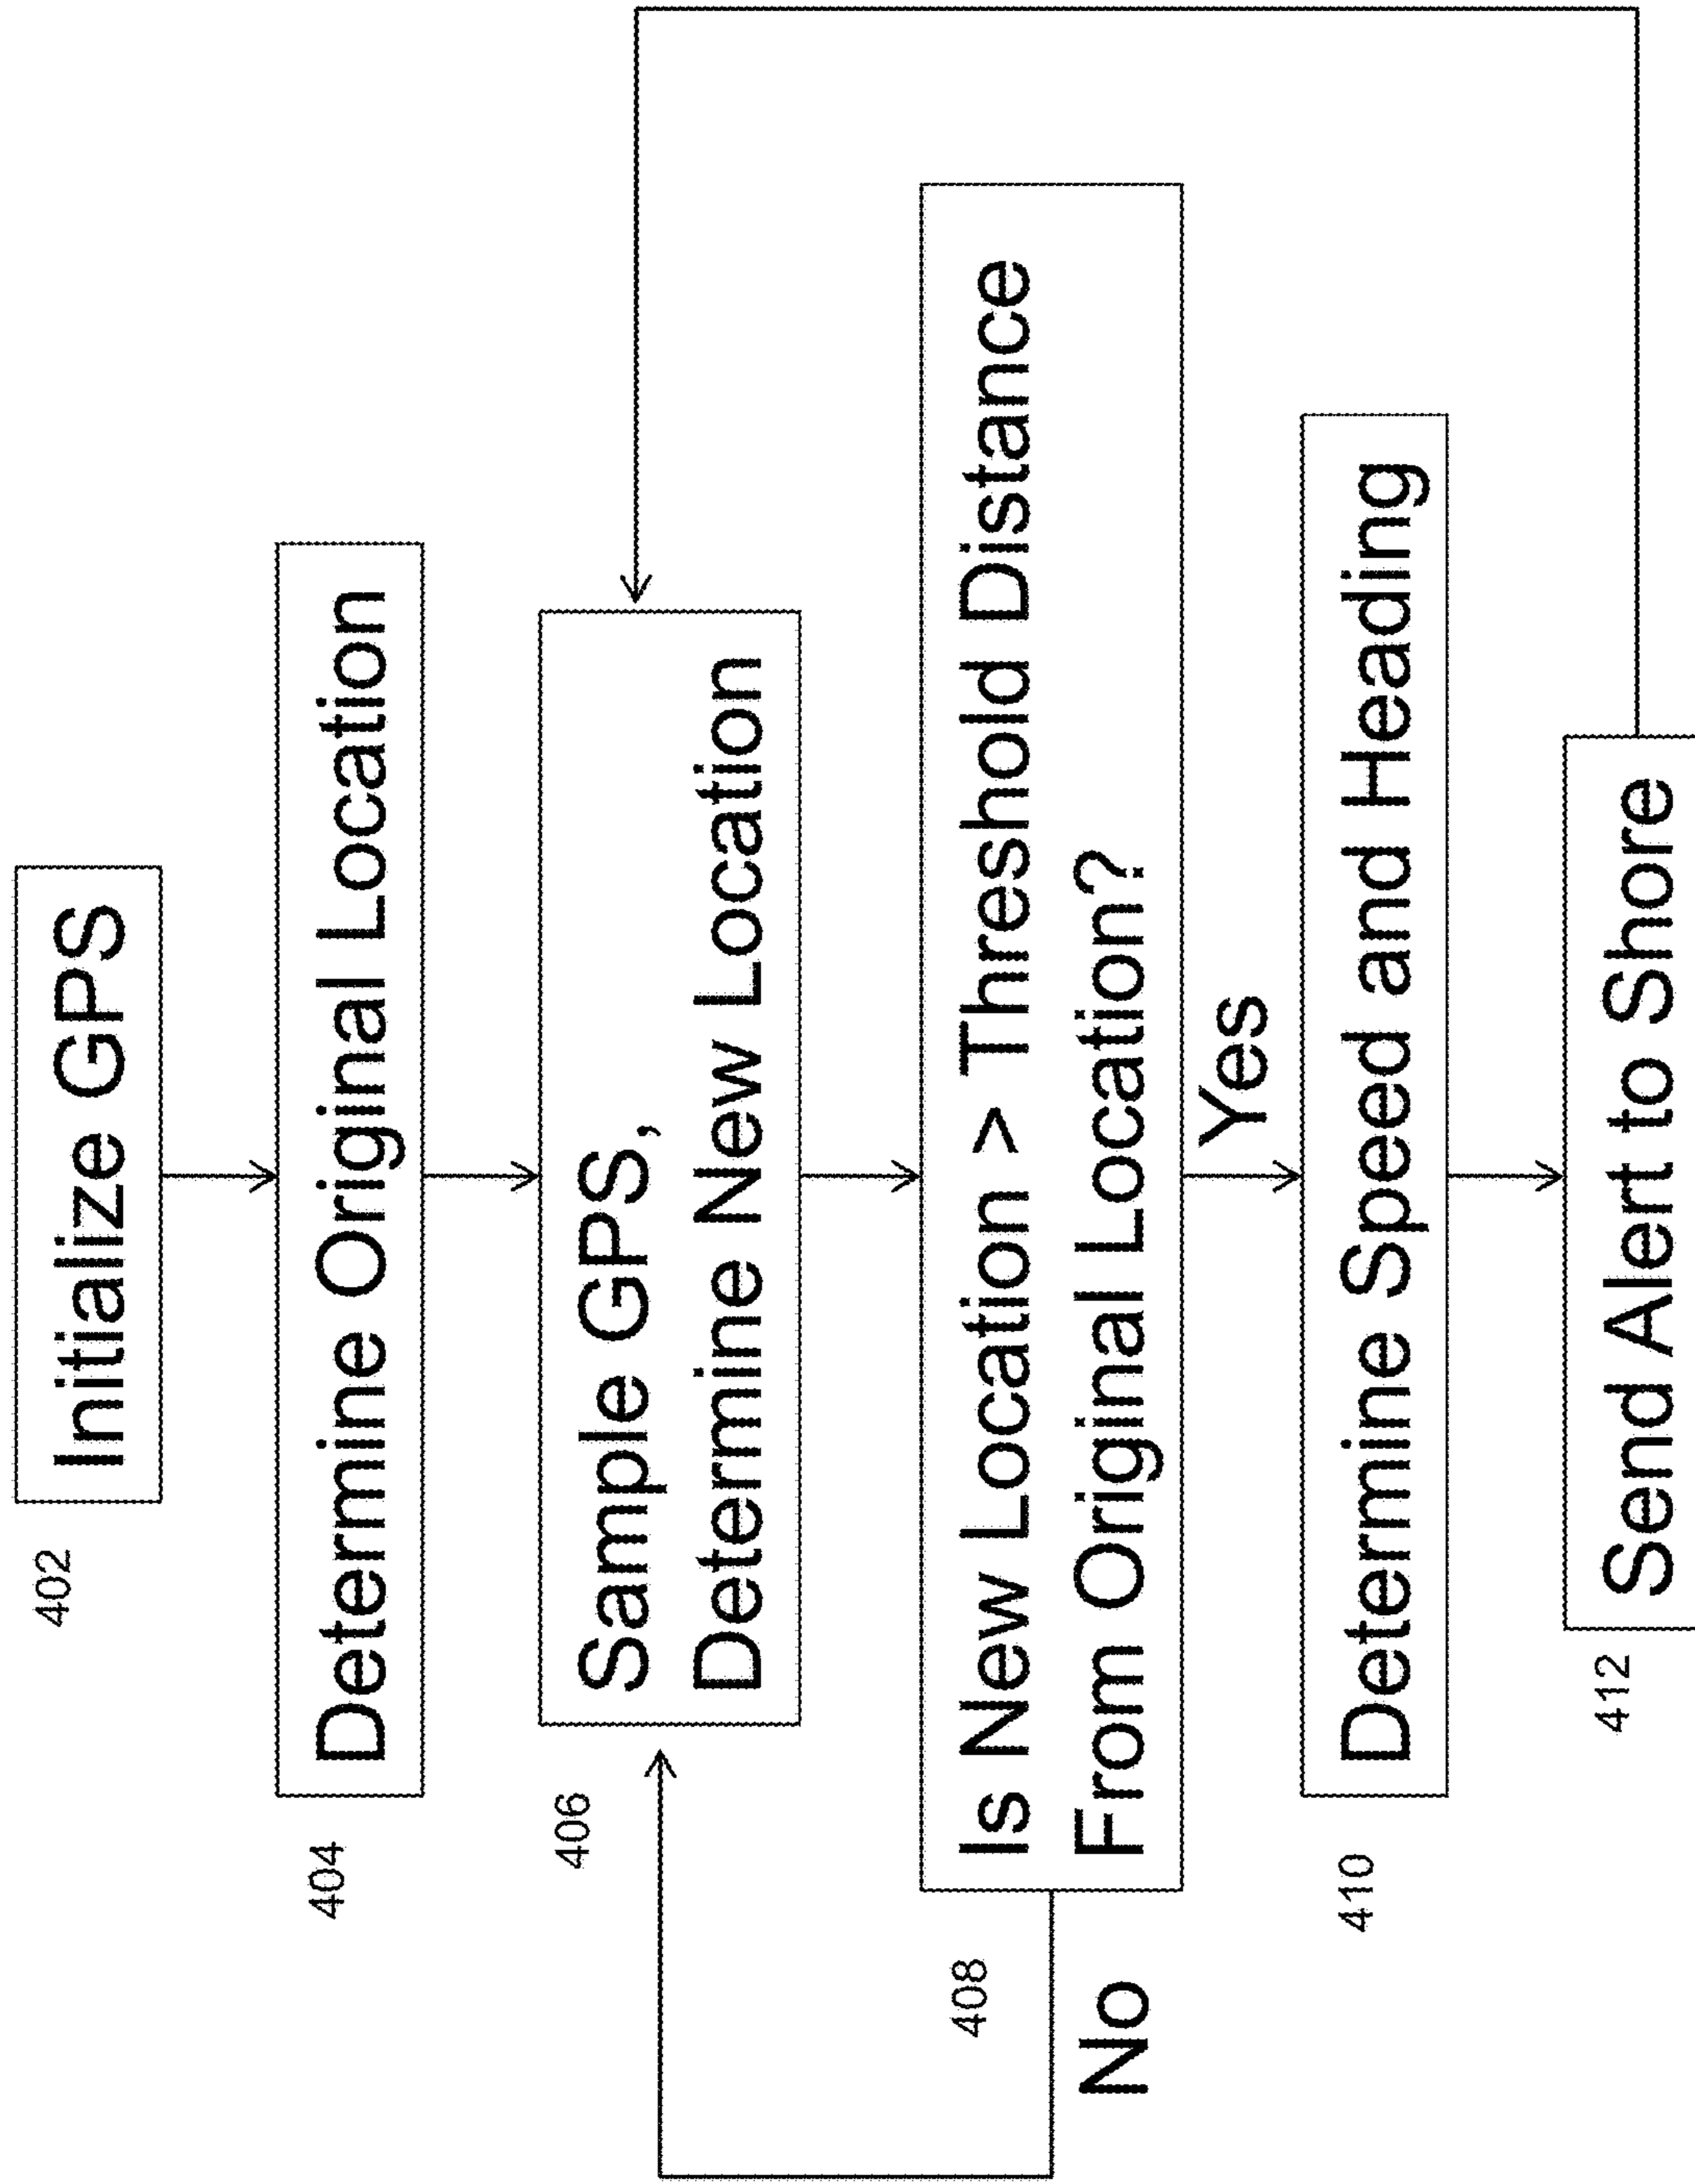 402
Initialize GPS
404
Determine Original Location
406
Sample GPS,
Determine New Location
408
Is New Location > Threshold Distance
From Original Location?
No
Yes
410
Determine Speed and Heading
412
Send Alert to Shore